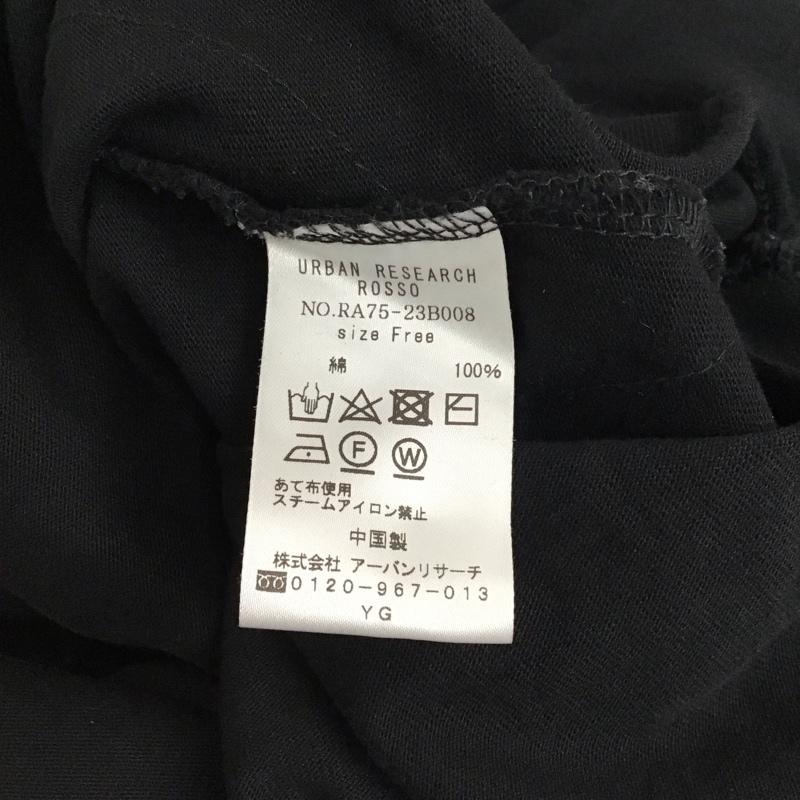 URBAN RESEARCH
ROSSO
NO.RA75-23B008
size Free
綿 100%
F W
あて布使用
スチームアイロン禁止
中国製
株式会社 アーバンリサーチ
0120-967-013
YG